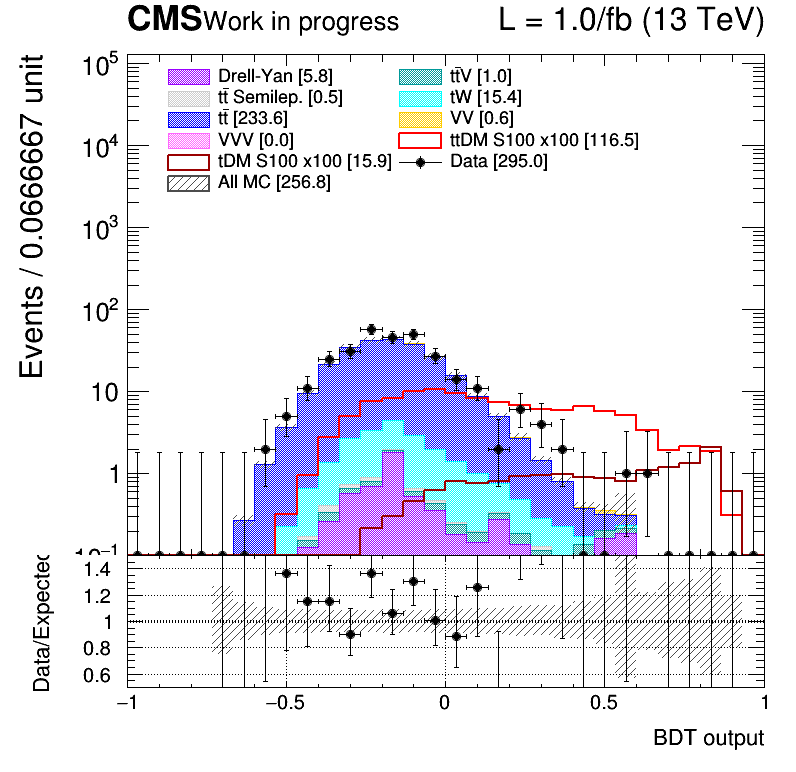 CMS Work in progress L = 1.0/fb (13 TeV)
Events / 0.0666667 unit
10⁵
10⁴
10³
10²
10
1
10⁻¹
Drell-Yan [5.8] tt̄V [1.0]
tt̄ Semilep. [0.5] tW [15.4]
tt̄ [233.6] VV [0.6]
VVV [0.0] ttDM S100 x100 [116.5]
tDM S100 x100 [15.9] Data [295.0]
All MC [256.8]
Data/Expected
1.4
1.2
1
0.8
0.6
−1 −0.5 0 0.5 1
BDT output